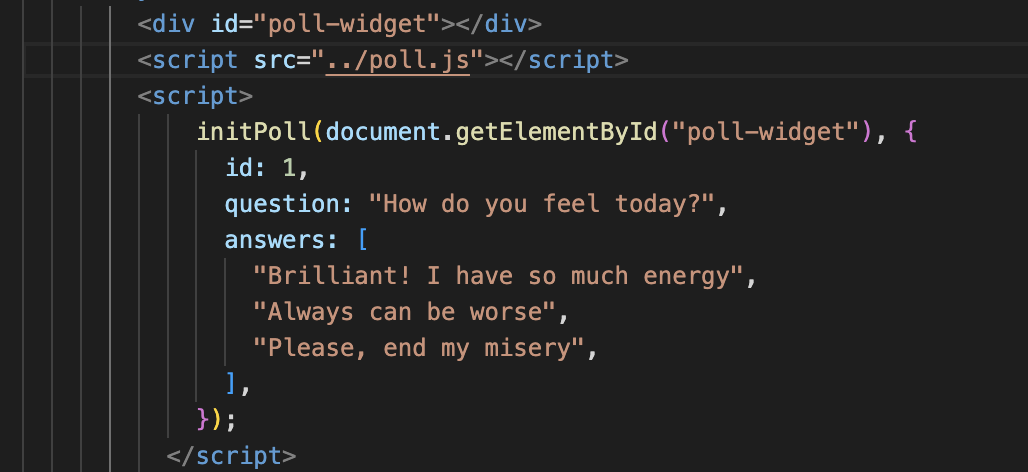 <div id="poll-widget"></div>
<script src="../poll.js"></script>
<script>
initPoll(document.getElementById("poll-widget"), {
id: 1,
question: "How do you feel today?",
answers: [
"Brilliant! I have so much energy",
"Always can be worse",
"Please, end my misery",
],
});
</script>